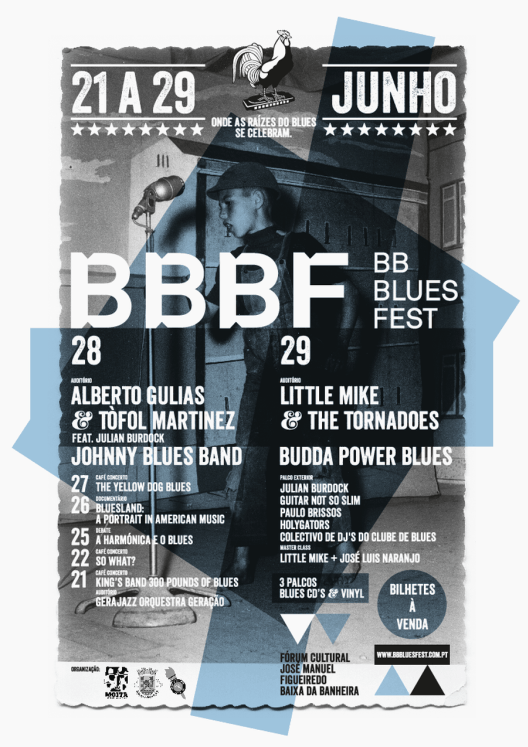 21 A 29
JUNHO
ONDE AS RAÍZES DO BLUES
SE CELEBRAM.
BBBF
BB
BLUES
FEST
28
AUDITÓRIO
ALBERTO GULIAS
& TÒFOL MARTINEZ
FEAT. JULIAN BURDOCK
JOHNNY BLUES BAND
27 CAFÉ CONCERTO
THE YELLOW DOG BLUES
26 DOCUMENTÁRIO
BLUESLAND:
A PORTRAIT IN AMERICAN MUSIC
25 DEBATE
A HARMÓNICA E O BLUES
22 CAFÉ CONCERTO
SO WHAT?
21 CAFÉ CONCERTO
KING'S BAND 300 POUNDS OF BLUES
AUDITÓRIO
GERAJAZZ ORQUESTRA GERAÇÃO
29
AUDITÓRIO
LITTLE MIKE
& THE TORNADOES
BUDDA POWER BLUES
PALCO EXTERIOR
JULIAN BURDOCK
GUITAR NOT SO SLIM
PAULO BRISSOS
HOLYGATORS
COLECTIVO DE DJ'S DO CLUBE DE BLUES
MASTER CLASS
LITTLE MIKE + JOSÉ LUIS NARANJO
3 PALCOS
BLUES CD'S & VINYL
BILHETES
À
VENDA
WWW.BBBLUESFEST.COM.PT
FÓRUM CULTURAL
JOSÉ MANUEL
FIGUEIREDO
BAIXA DA BANHEIRA
ORGANIZAÇÃO:
MOITA